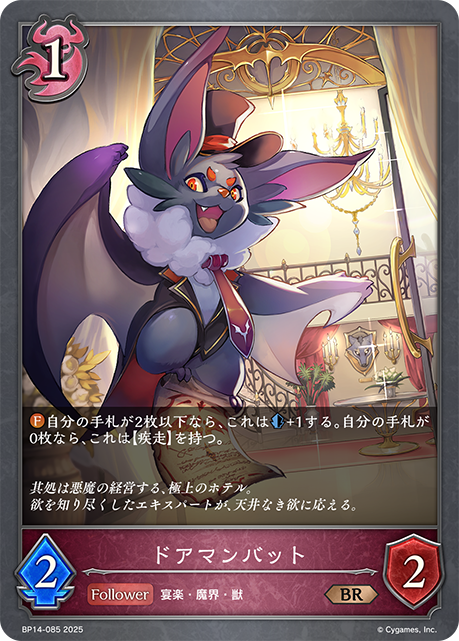 1
F 自分の手札が2枚以下なら、これは+1する。自分の手札が
0枚なら、これは【疾走】を持つ。
其処は悪魔の経営する、極上のホテル。
欲を知り尽くしたエキスパートが、天井なき欲に応える。
ドアマンバット
2
Follower 宴楽・魔界・獣 BR
2
BP14-085 2025 © Cygames, Inc.